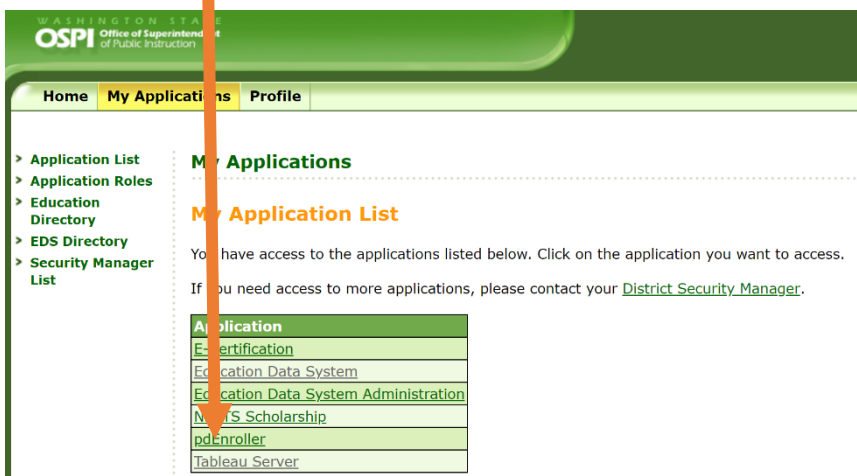 WASHINGTON STATE
OSPI Office of Superintendent
of Public Instruction
Home My Applications Profile
> Application List
> Application Roles
> Education
Directory
> EDS Directory
> Security Manager
List
My Applications
My Application List
You have access to the applications listed below. Click on the application you want to access.
If you need access to more applications, please contact your District Security Manager.
Application
E-Certification
Education Data System
Education Data System Administration
Scholarship
pdEnroller
Tableau Server